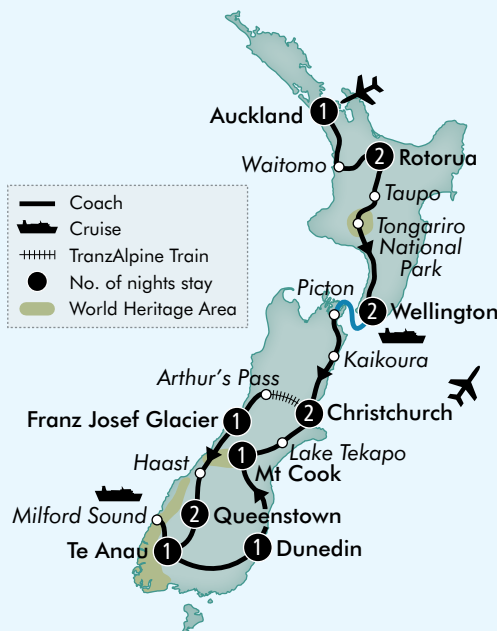 1
Auckland
Waitomo
2
Rotorua
Taupo
Tongariro
National
Park
Coach
Cruise
TranzAlpine Train
No. of nights stay
World Heritage Area
Picton
2
Wellington
Kaikoura
Arthur's Pass
Franz Josef Glacier
1
2
Christchurch
Lake Tekapo
1
Mt Cook
Haast
Milford Sound
2
Queenstown
Te Anau
1
1
Dunedin